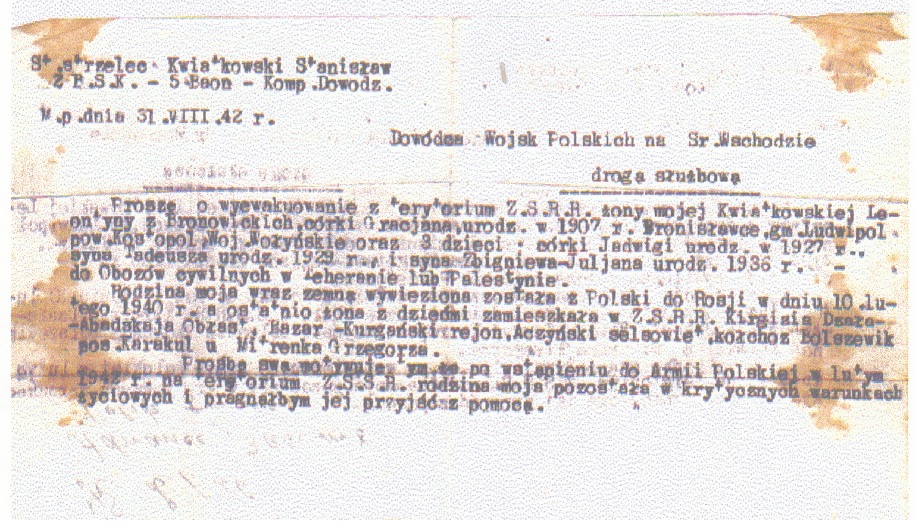 St.strzelec Kwiatkowski Stanisław
2 B.S.K. - 5 Baon - Komp.Dowodz.
M.p.dnia 31.VIII.42 r.
Dowódca Wojsk Polskich na Sr.Wschodzie
drogą służbową
Proszę o wyewakuowanie z terytorium Z.S.R.R. żony mojej Kwiatkowskiej Le-
ontyny z Bronowickich,córki Gracjana,urodz. w 1907 r. Bronisławce,gm.Ludwipol
pow.Kostopol,Woj.Wołyńskie oraz 3 dzieci : córki Jadwigi urodz. w 1927 r.,
syna Tadeusza urodz. 1929 r., i syna Zbigniewa-Juljana urodz. 1936 r. -
do Obozów cywilnych w Teheranie lub Palestynie.
Rodzina moja wraz zemną wywieziona została z Polski do Rosji w dniu 10 lu-
tego 1940 r. a ostatnio żona z dziećmi zamieszkała w Z.S.R.R. Kirgizia Dzała-
-Abadskaja Obłast, Bazar -Kurgański rejon,Aczyński selsowiet,kołchoz Bolszewik
pos.Karakul u Mitrenka Grzegorza.
Prośbę swą motywuję tym,że po wstąpieniu do Armii Polskiej w lutym
1942 r. na terytorium Z.S.S.R. rodzina moja pozostała w krytycznych warunkach
życiowych i pragnąłbym jej przyjść z pomocą.